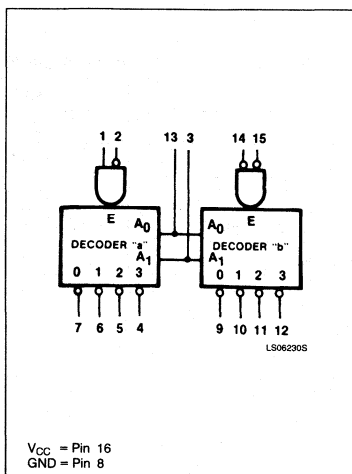 1 2 13 3 14 15
E E
A0 A0
DECODER "a" DECODER "b"
A1 A1
0 1 2 3 0 1 2 3
7 6 5 4 9 10 11 12
LS06230S
VCC = Pin 16
GND = Pin 8